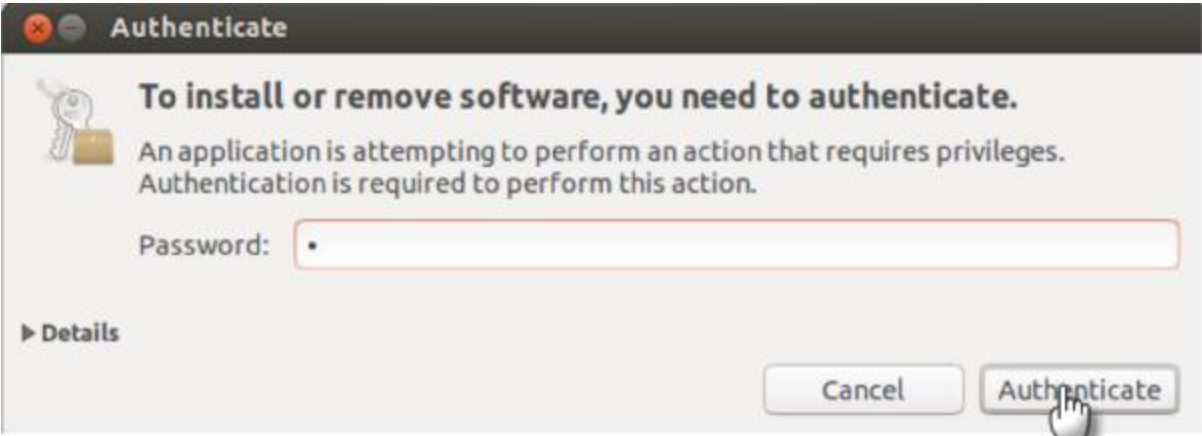 Authenticate
To install or remove software, you need to authenticate.
An application is attempting to perform an action that requires privileges.
Authentication is required to perform this action.
Password: •
Details
Cancel Authenticate